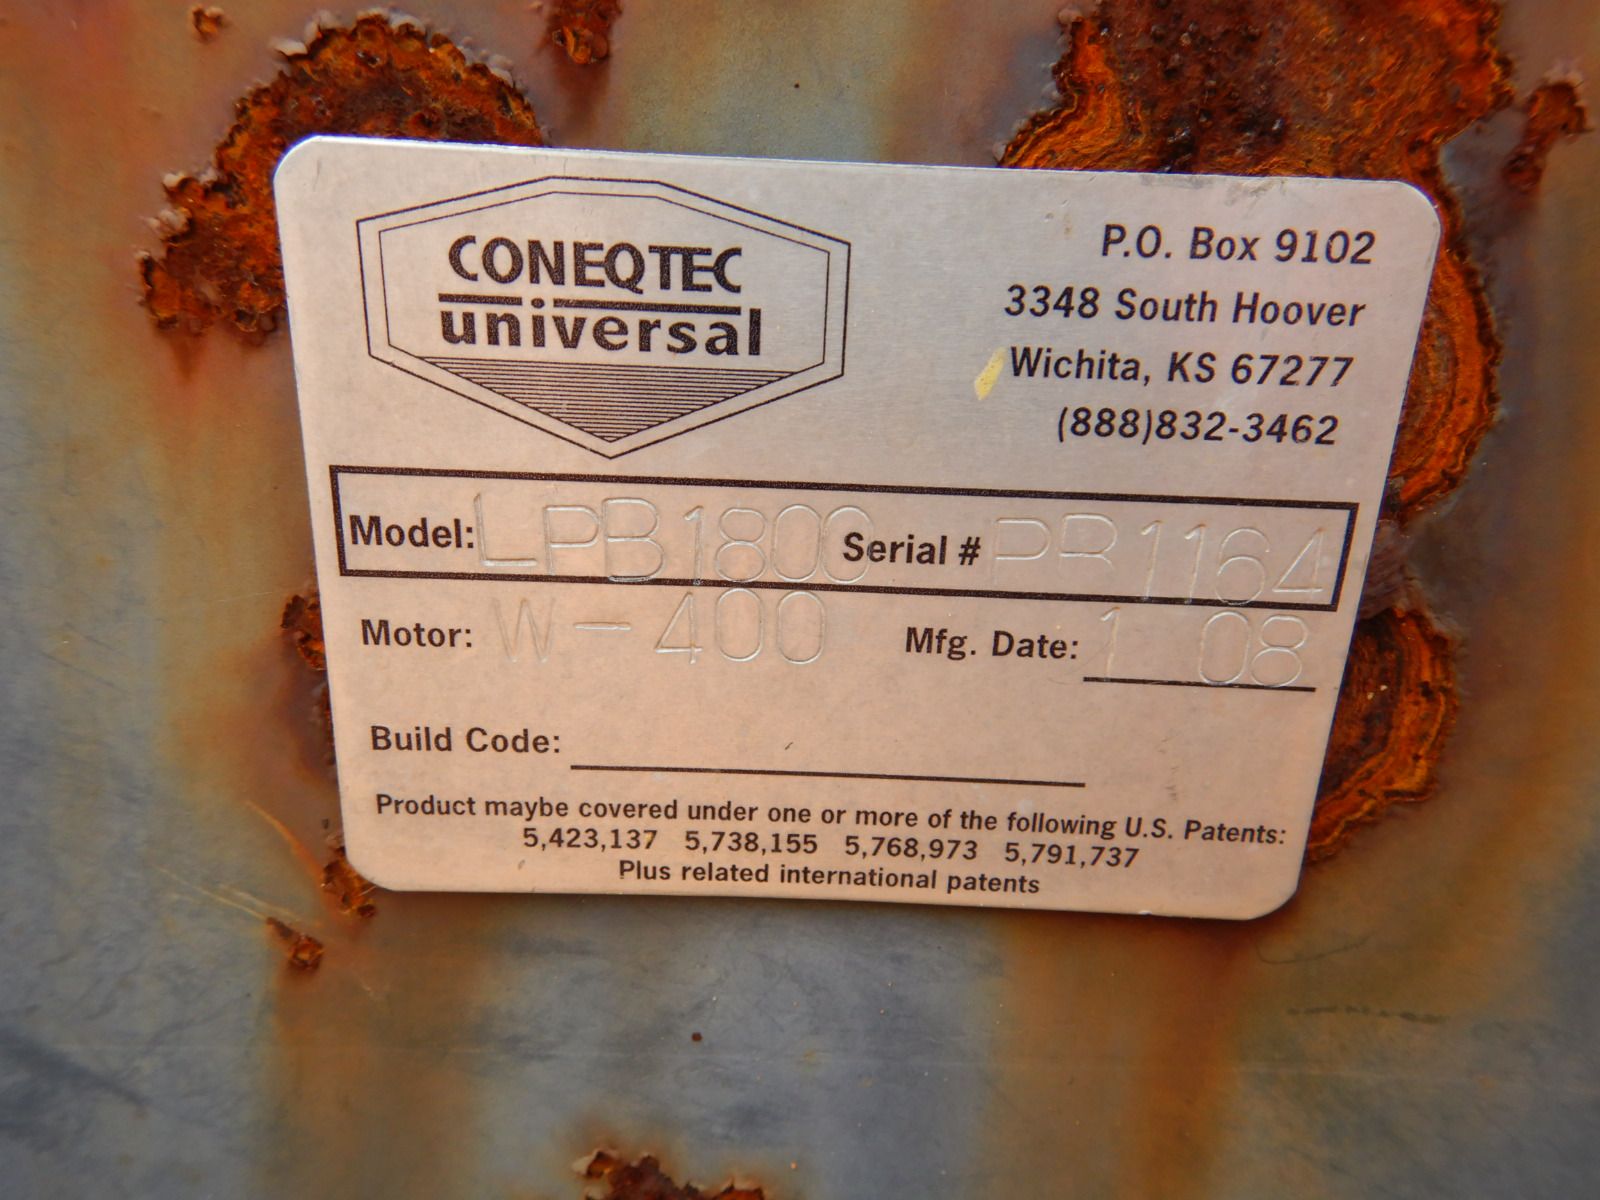 CONEQTEC
universal
P.O. Box 9102
3348 South Hoover
Wichita, KS 67277
(888)832-3462
Model: LPB1800 Serial # PB1164
Motor: W-400 Mfg. Date: 1 08
Build Code:
Product maybe covered under one or more of the following U.S. Patents:
5,423,137 5,738,155 5,768,973 5,791,737
Plus related international patents